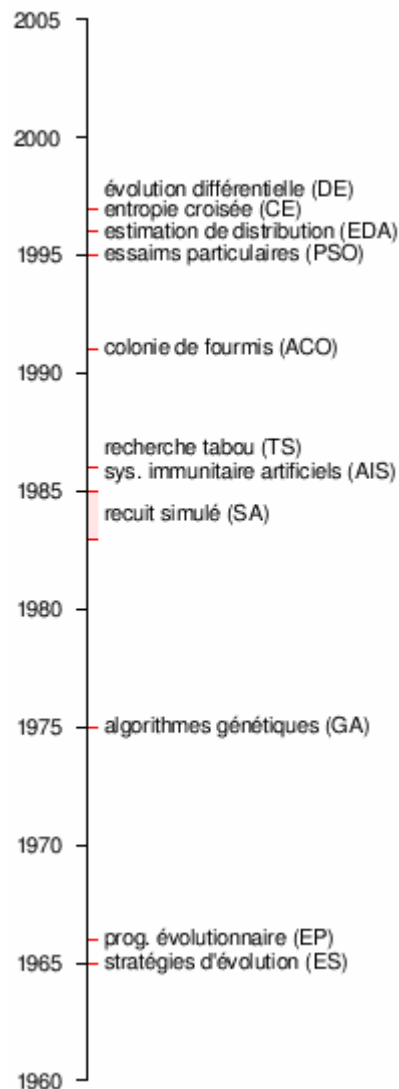 2005
2000
évolution différentielle (DE)
entropie croisée (CE)
estimation de distribution (EDA)
1995 essaims particulaires (PSO)
colonie de fourmis (ACO)
1990
recherche tabou (TS)
sys. immunitaire artificiels (AIS)
1985
recuit simulé (SA)
1980
1975 algorithmes génétiques (GA)
1970
prog. évolutionnaire (EP)
1965 stratégies d'évolution (ES)
1960